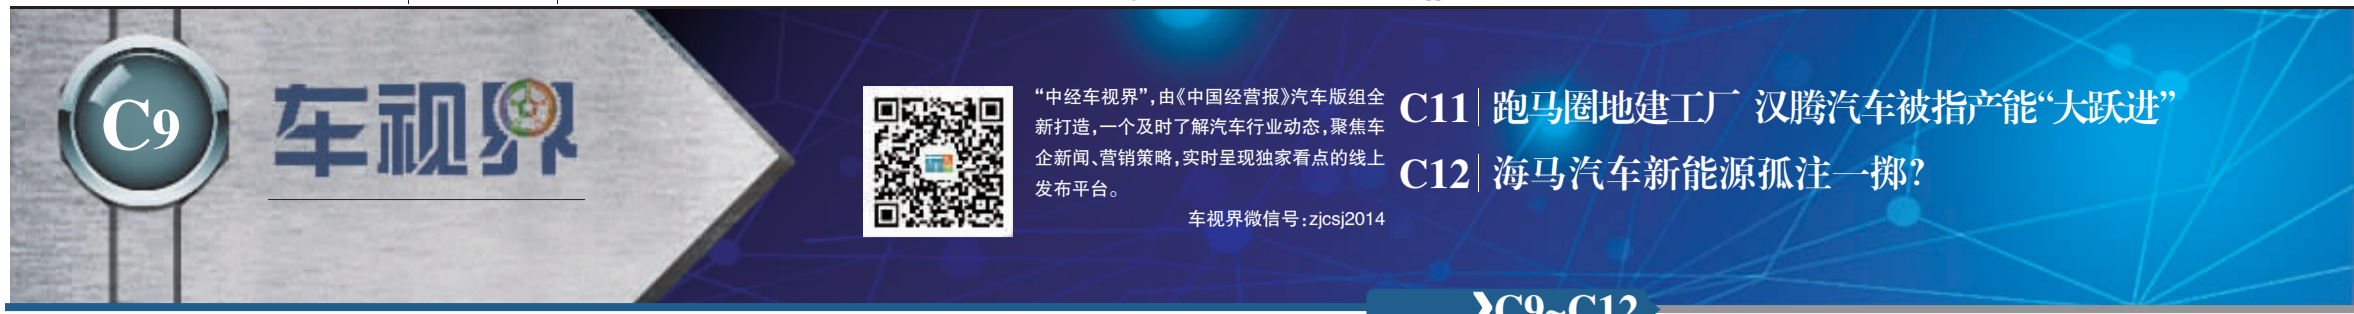 C9
车视界
“中经车视界”,由《中国经营报》汽车版组全
新打造,一个及时了解汽车行业动态,聚焦车
企新闻、营销策略,实时呈现独家看点的线上
发布平台。
车视界微信号:zjcsj2014
C11 跑马圈地建工厂 汉腾汽车被指产能“大跃进”
C12 海马汽车新能源孤注一掷?
C9~C12